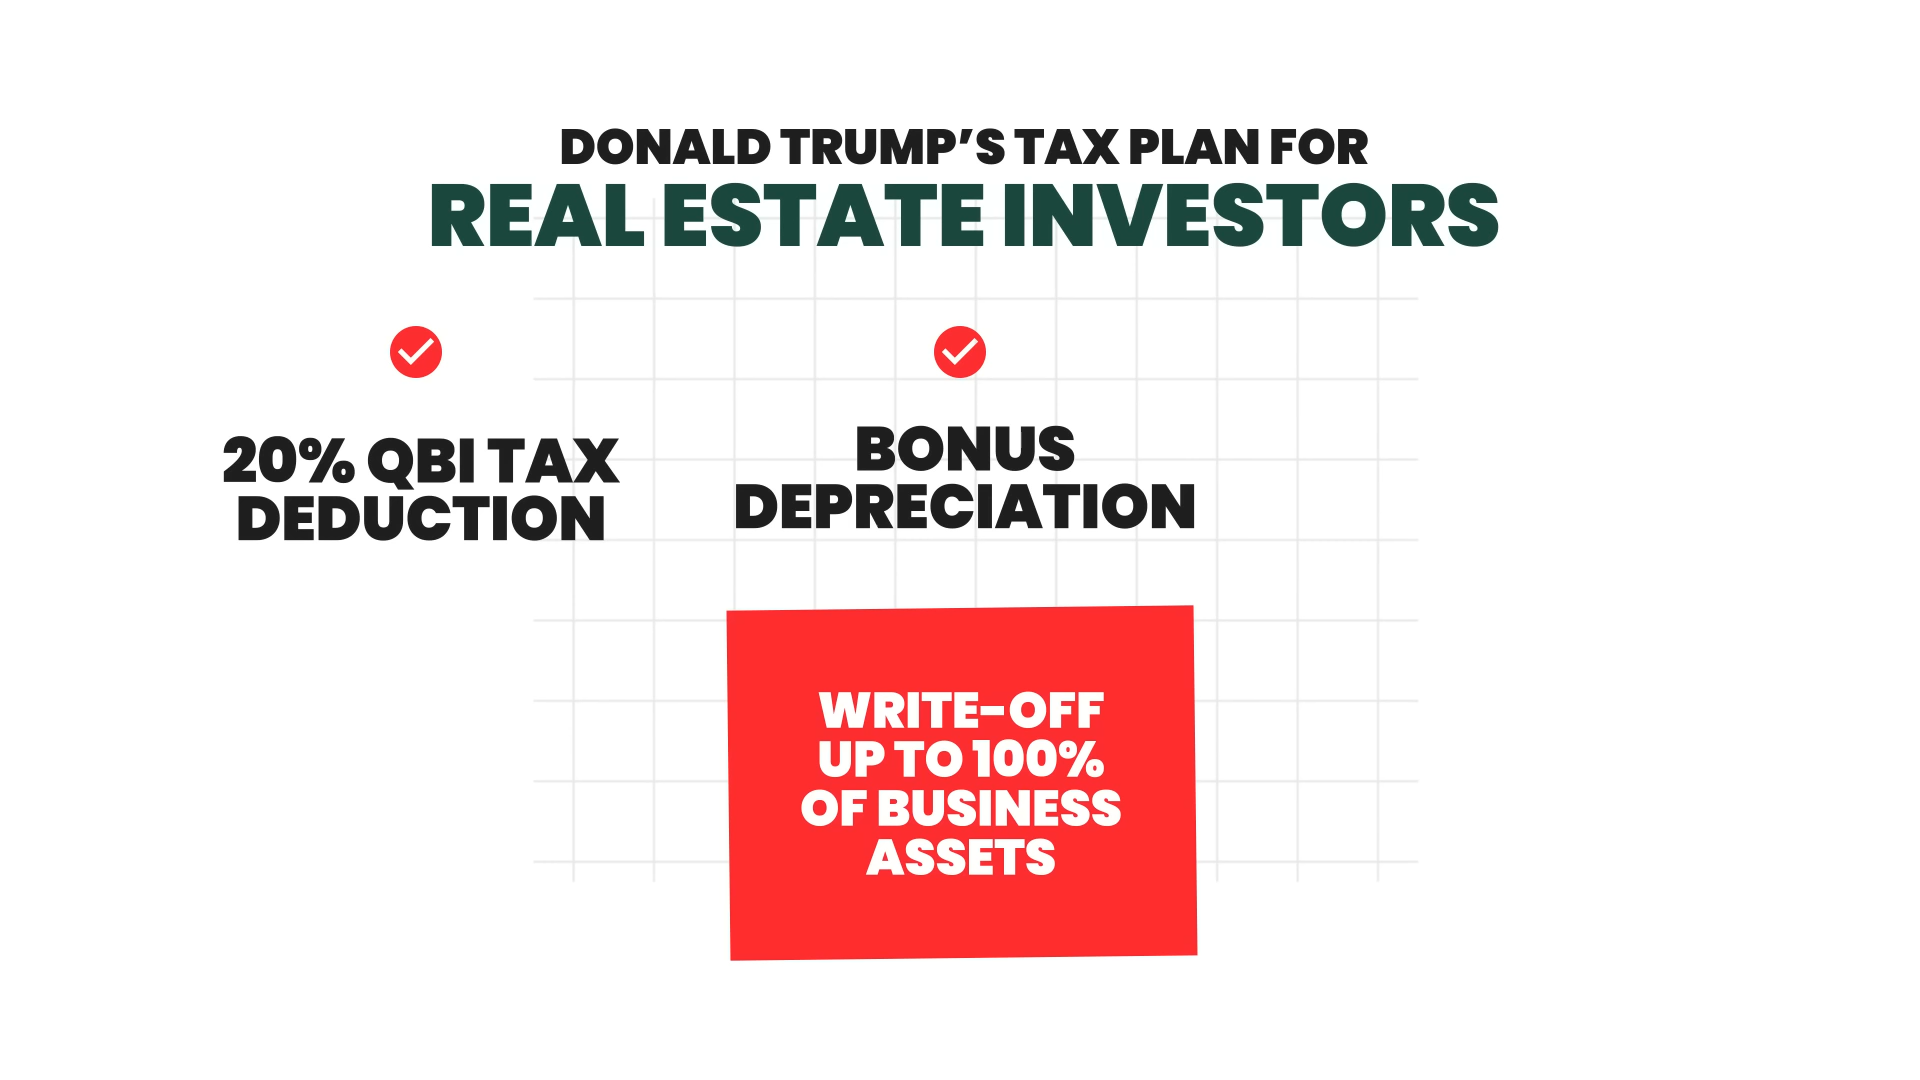 DONALD TRUMP’S TAX PLAN FOR
REAL ESTATE INVESTORS
20% QBI TAX
DEDUCTION
BONUS
DEPRECIATION
WRITE-OFF
UP TO 100%
OF BUSINESS
ASSETS